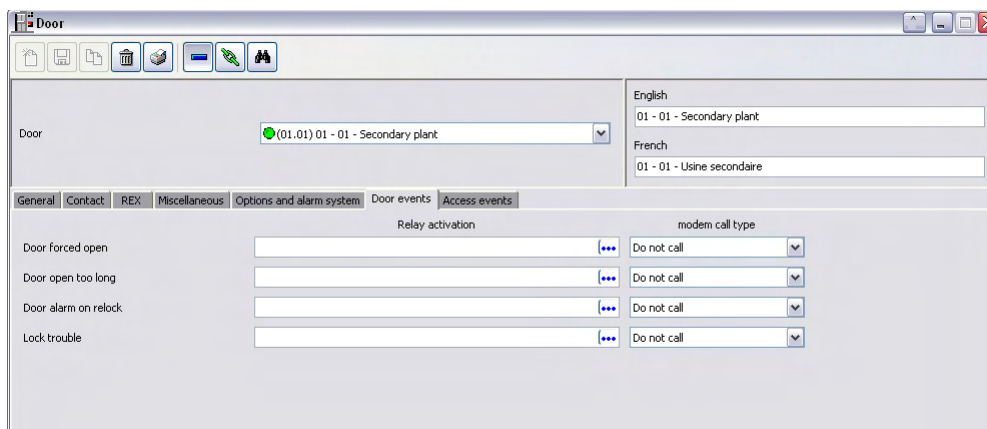 Door
English
01 - 01 - Secondary plant
Door
(01.01) 01 - 01 - Secondary plant
French
01 - 01 - Usine secondaire
General Contact REX Miscellaneous Options and alarm system Door events Access events
Relay activation modem call type
Door forced open Do not call
Door open too long Do not call
Door alarm on relock Do not call
Lock trouble Do not call